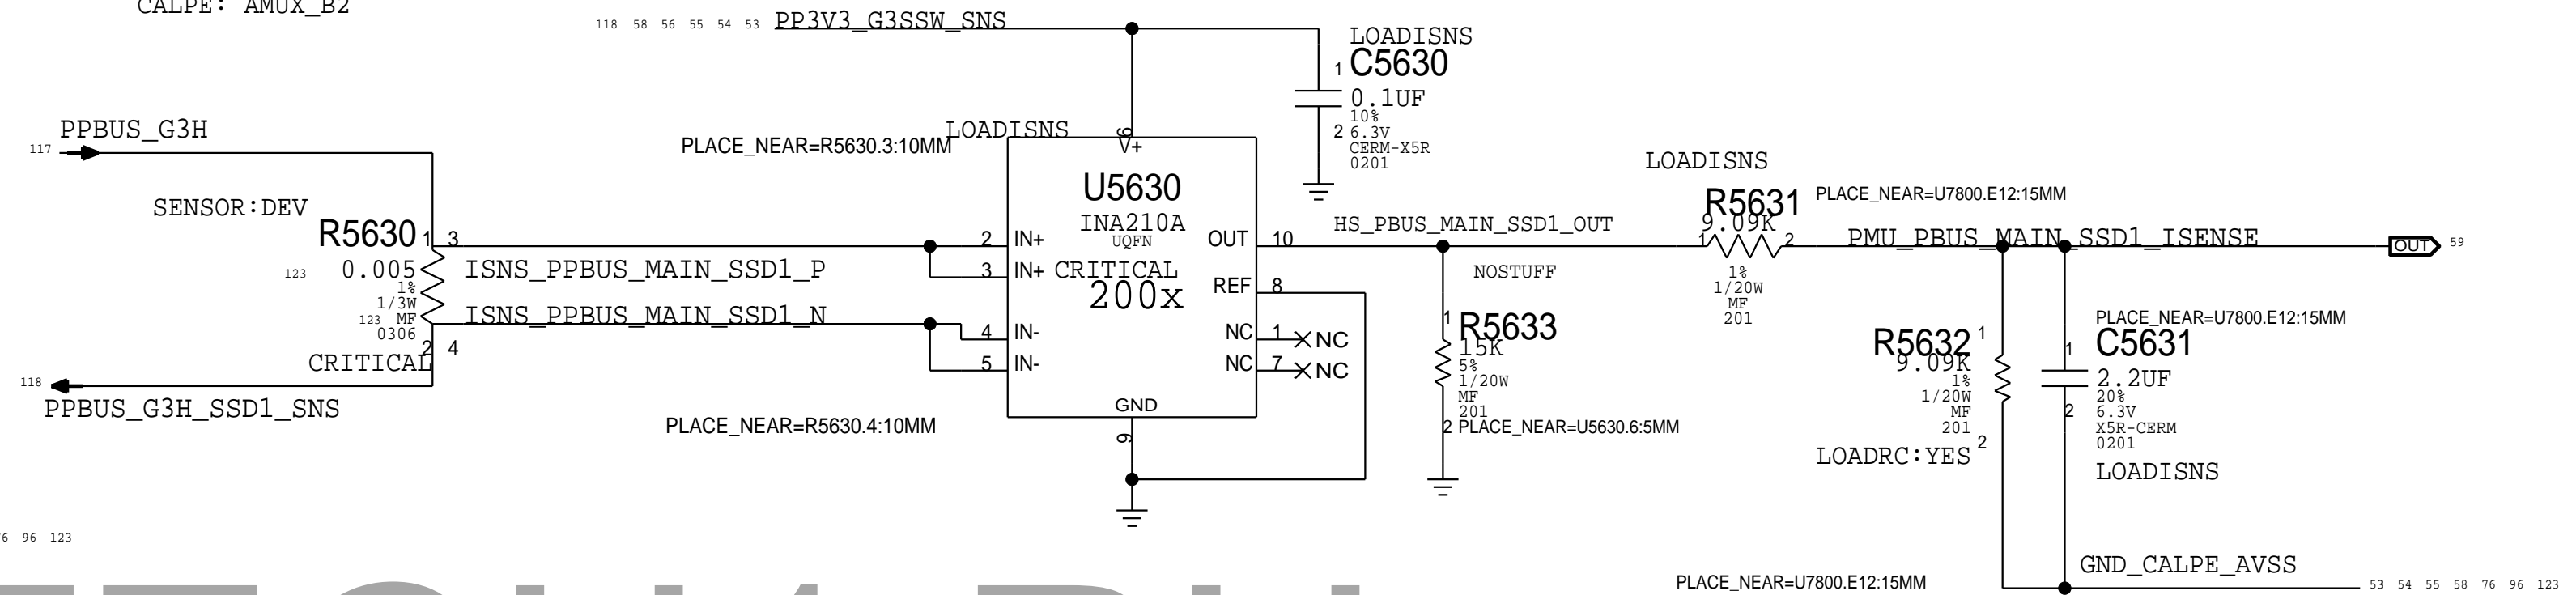 CALPE: AMUX_B2
118 58 56 55 54 53 PP3V3_G3SSW_SNS
LOADISNS
C5630
1
0.1UF
10%
2 6.3V
CERM-X5R
0201
PPBUS_G3H
117
SENSOR:DEV
R5630 1 3
0.005
123
1%
1/3W
123 MF
0306
2 4
CRITICAL
118
PPBUS_G3H_SSD1_SNS
ISNS_PPBUS_MAIN_SSD1_P
ISNS_PPBUS_MAIN_SSD1_N
LOADISNS
PLACE_NEAR=R5630.3:10MM
6
V+
U5630
INA210A
UQFN
CRITICAL
200x
2 IN+
3 IN+
4 IN-
5 IN-
OUT 10
REF 8
NC 1 NC
NC 7 NC
GND
9
PLACE_NEAR=R5630.4:10MM
HS_PBUS_MAIN_SSD1_OUT
NOSTUFF
1
R5633
15K
5%
1/20W
MF
201
2 PLACE_NEAR=U5630.6:5MM
LOADISNS
R5631 PLACE_NEAR=U7800.E12:15MM
9.09K
1 2
1%
1/20W
MF
201
PMU_PBUS_MAIN_SSD1_ISENSE
OUT 59
R5632 1
9.09K
1%
1/20W
MF
201
2
LOADRC:YES
PLACE_NEAR=U7800.E12:15MM
1
C5631
2.2UF
20%
2 6.3V
X5R-CERM
0201
LOADISNS
GND_CALPE_AVSS
PLACE_NEAR=U7800.E12:15MM
53 54 55 58 76 96 123
6 96 123